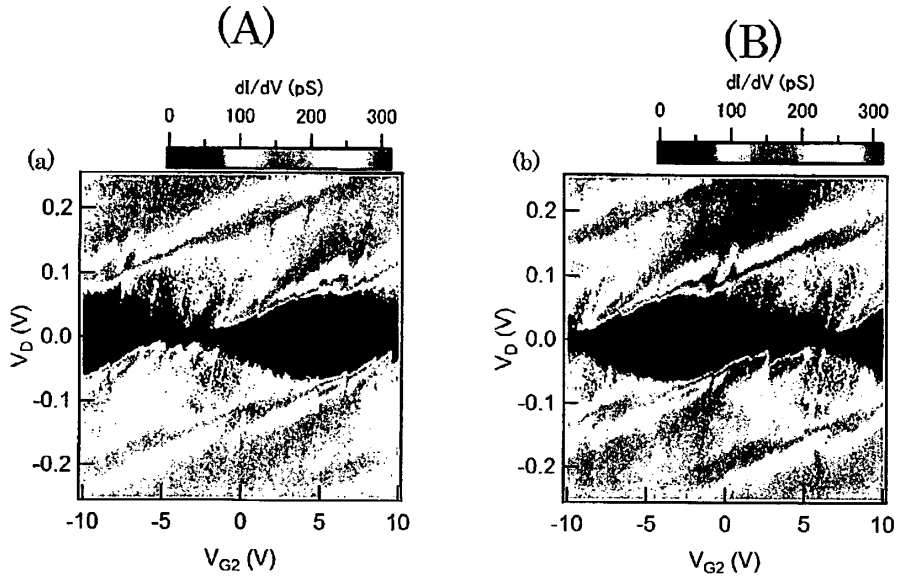 (A)
dI/dV (pS)
0 100 200 300
(a)
0.2
0.1
0.0
-0.1
-0.2
V_D (V)
-10 -5 0 5 10
V_G2 (V)
(B)
dI/dV (pS)
0 100 200 300
(b)
0.2
0.1
0.0
-0.1
-0.2
V_D (V)
-10 -5 0 5 10
V_G2 (V)